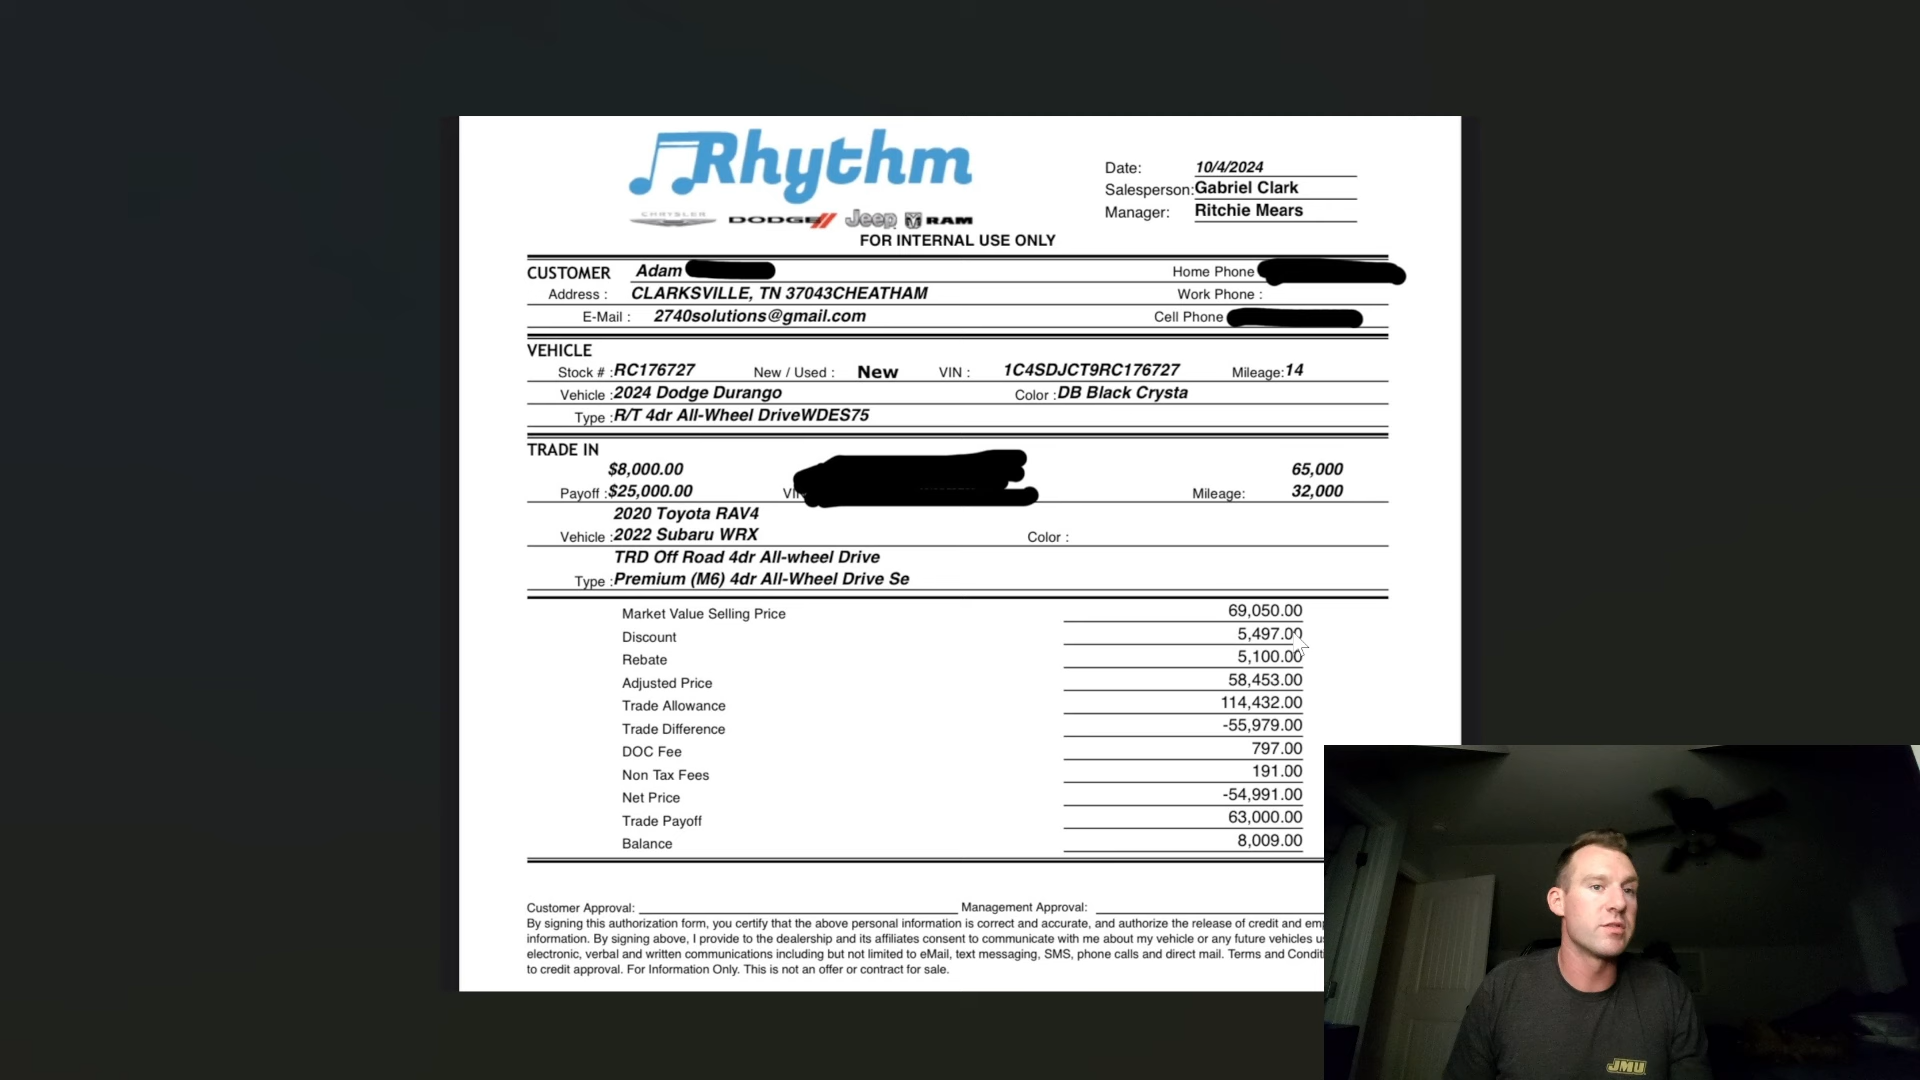 Rhythm
CHRYSLER DODGE Jeep RAM
Date: 10/4/2024
Salesperson: Gabriel Clark
Manager: Ritchie Mears
FOR INTERNAL USE ONLY
CUSTOMER Adam Home Phone
Address : CLARKSVILLE, TN 37043CHEATHAM Work Phone :
E-Mail : 2740solutions@gmail.com Cell Phone
VEHICLE
Stock # : RC176727 New / Used : New VIN : 1C4SDJCT9RC176727 Mileage: 14
Vehicle : 2024 Dodge Durango Color : DB Black Crysta
Type : R/T 4dr All-Wheel DriveWDES75
TRADE IN
$8,000.00 65,000
Payoff : $25,000.00 Mileage: 32,000
2020 Toyota RAV4
Vehicle : 2022 Subaru WRX Color :
TRD Off Road 4dr All-wheel Drive
Type : Premium (M6) 4dr All-Wheel Drive Se
Market Value Selling Price 69,050.00
Discount 5,497.00
Rebate 5,100.00
Adjusted Price 58,453.00
Trade Allowance 114,432.00
Trade Difference -55,979.00
DOC Fee 797.00
Non Tax Fees 191.00
Net Price -54,991.00
Trade Payoff 63,000.00
Balance 8,009.00
Customer Approval: Management Approval:
By signing this authorization form, you certify that the above personal information is correct and accurate, and authorize the release of credit and
information. By signing above, I provide to the dealership and its affiliates consent to communicate with me about my vehicle or any future vehicles
electronic, verbal and written communications including but not limited to eMail, text messaging, SMS, phone calls and direct mail. Terms and
to credit approval. For Information Only. This is not an offer or contract for sale.
JMU